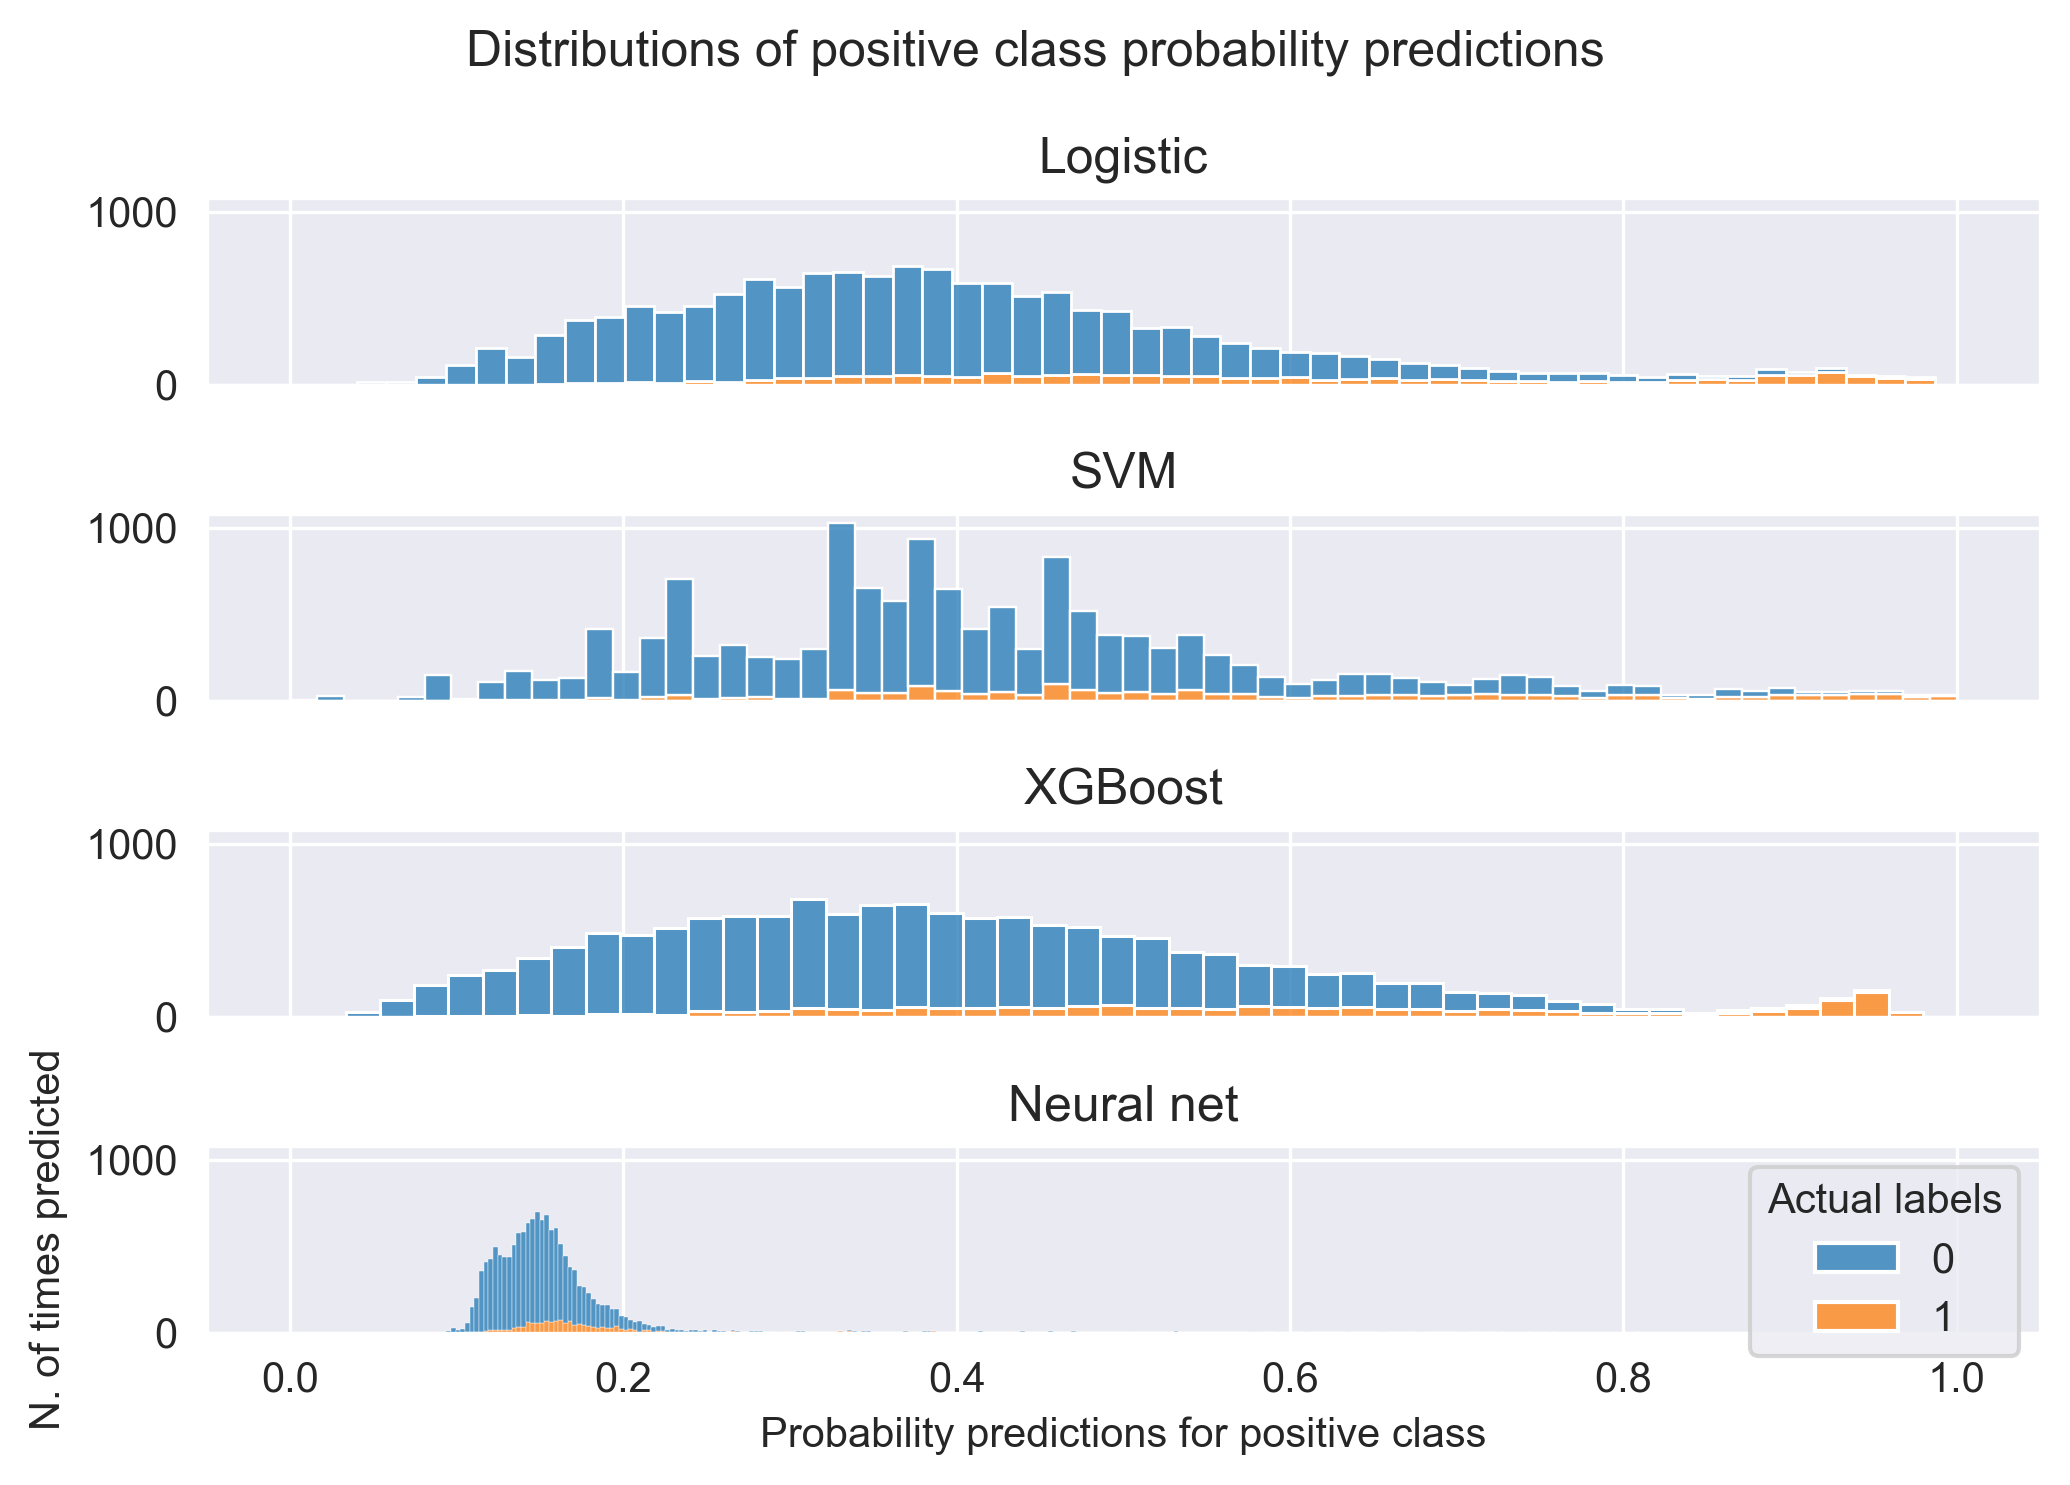 Distributions of positive class probability predictions
Logistic
1000
0
SVM
1000
0
XGBoost
1000
0
Neural net
1000
0
Actual labels
0
1
0.0 0.2 0.4 0.6 0.8 1.0
Probability predictions for positive class
N. of times predicted